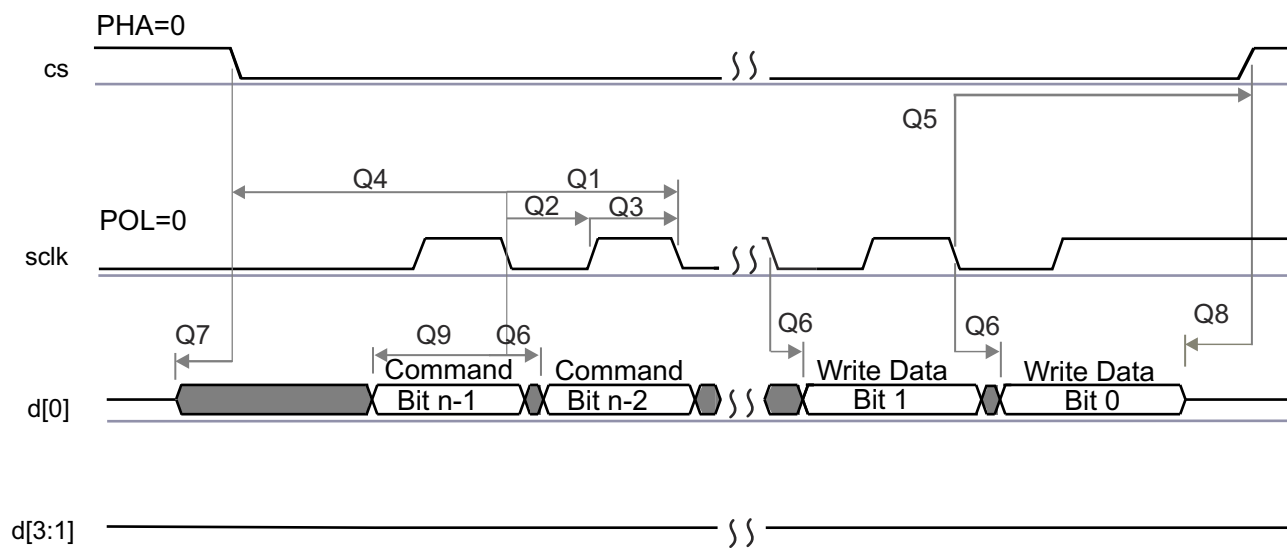 PHA=0
cs
Q5
Q4
Q1
Q2
Q3
POL=0
sclk
Q7
Q9
Q6
Q6
Q6
Q8
Command
Command
Write Data
Write Data
d[0]
Bit n-1
Bit n-2
Bit 1
Bit 0
d[3:1]